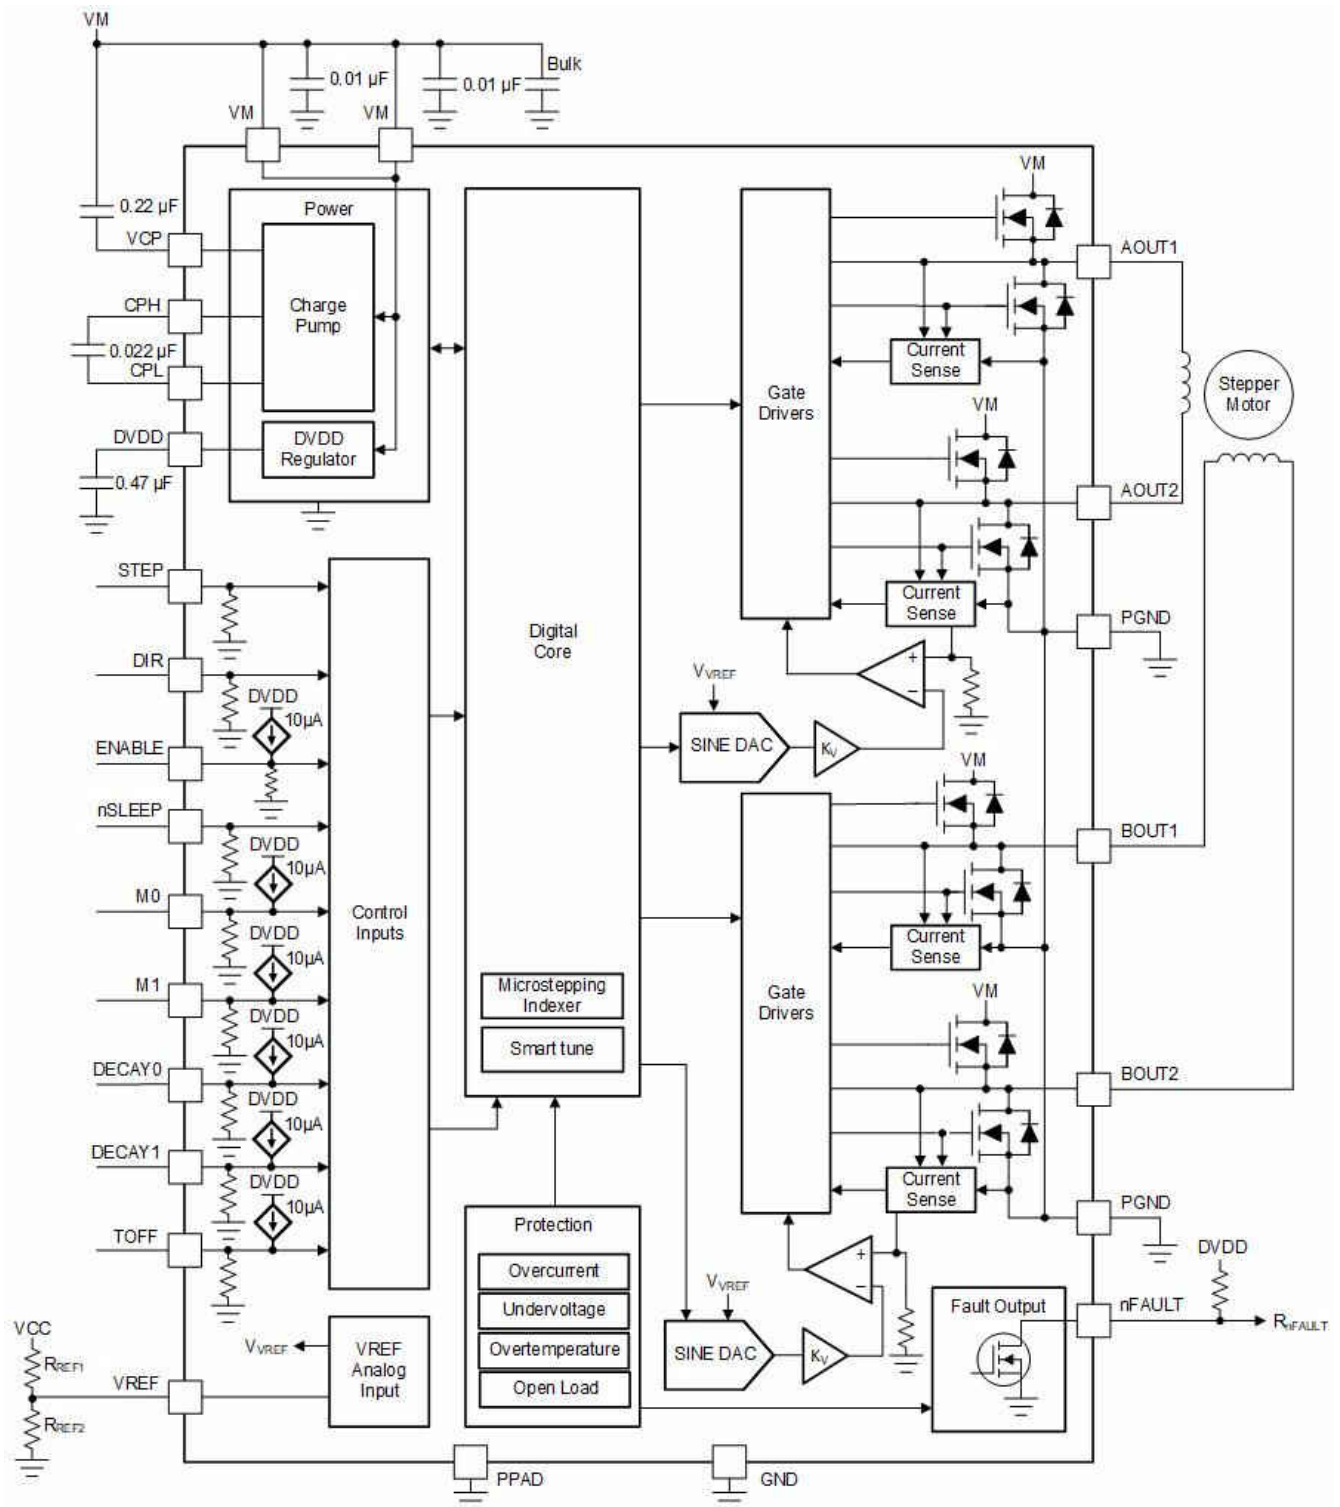 VM
Bulk
0.01 µF
0.01 µF
VM
VM
VM
0.22 µF
Power
VCP
AOUT1
CPH
Charge
Pump
0.022 µF
CPL
Current
Sense
Stepper
Motor
Gate
Drivers
VM
DVDD
DVDD
Regulator
0.47 µF
AOUT2
STEP
Current
Sense
PGND
Digital
Core
DIR
VVREF
DVDD
10µA
ENABLE
SINE DAC
KV
VM
nSLEEP
BOUT1
DVDD
10µA
M0
Control
Inputs
DVDD
Current
Sense
10µA
M1
Microstepping
Indexer
Gate
Drivers
VM
DVDD
10µA
Smart tune
DECAY0
BOUT2
DVDD
10µA
DECAY1
DVDD
Current
Sense
10µA
PGND
Protection
TOFF
DVDD
Overcurrent
VVREF
Undervoltage
Fault Output
nFAULT
RnFAULT
VCC
VVREF
VREF
Analog
Input
Overtemperature
SINE DAC
KV
RREF1
VREF
Open Load
RREF2
PPAD
GND
+
−
+
−